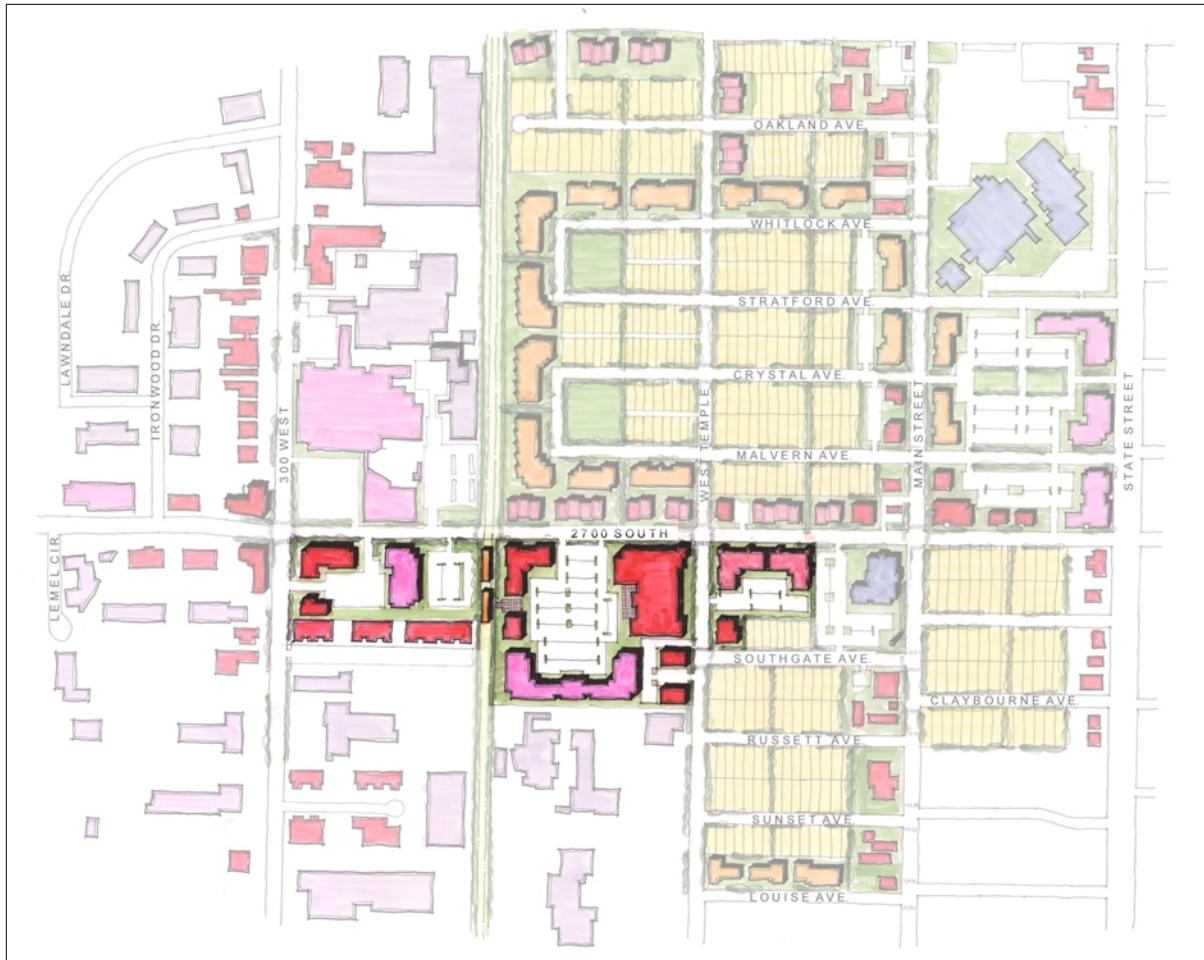 OAKLAND AVE.
WHITLOCK AVE.
STRATFORD AVE.
CRYSTAL AVE.
MALVERN AVE.
2700 SOUTH
SOUTHGATE AVE.
CLAYBOURNE AVE.
RUSSETT AVE.
SUNSET AVE.
LOUISE AVE.
LAWNDALE DR.
IRONWOOD DR.
300 WEST
WEST TEMPLE
MAIN STREET
STATE STREET
LEMEL CIR.